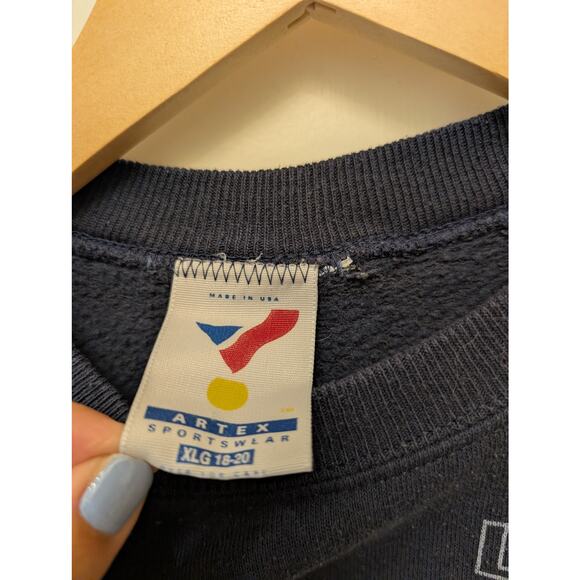 MADE IN USA
ARTEX
SPORTSWEAR
XLG 18-20